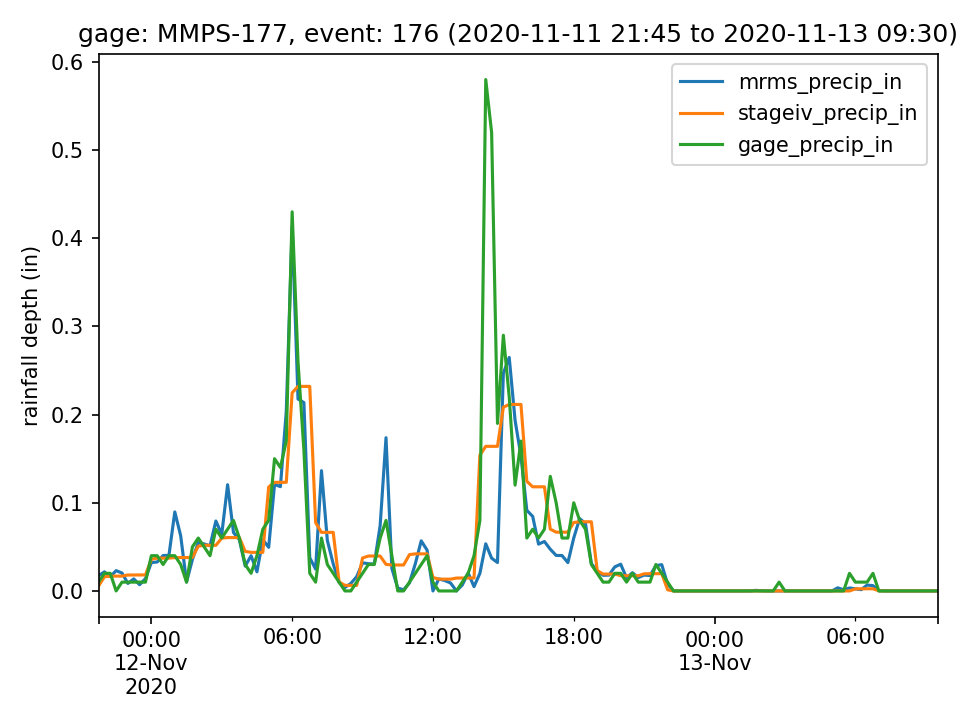 gage: MMPS-177, event: 176 (2020-11-11 21:45 to 2020-11-13 09:30)
mrms_precip_in
stageiv_precip_in
gage_precip_in
rainfall depth (in)
0.6
0.5
0.4
0.3
0.2
0.1
0.0
00:00 06:00 12:00 18:00 00:00 06:00
12-Nov 13-Nov
2020